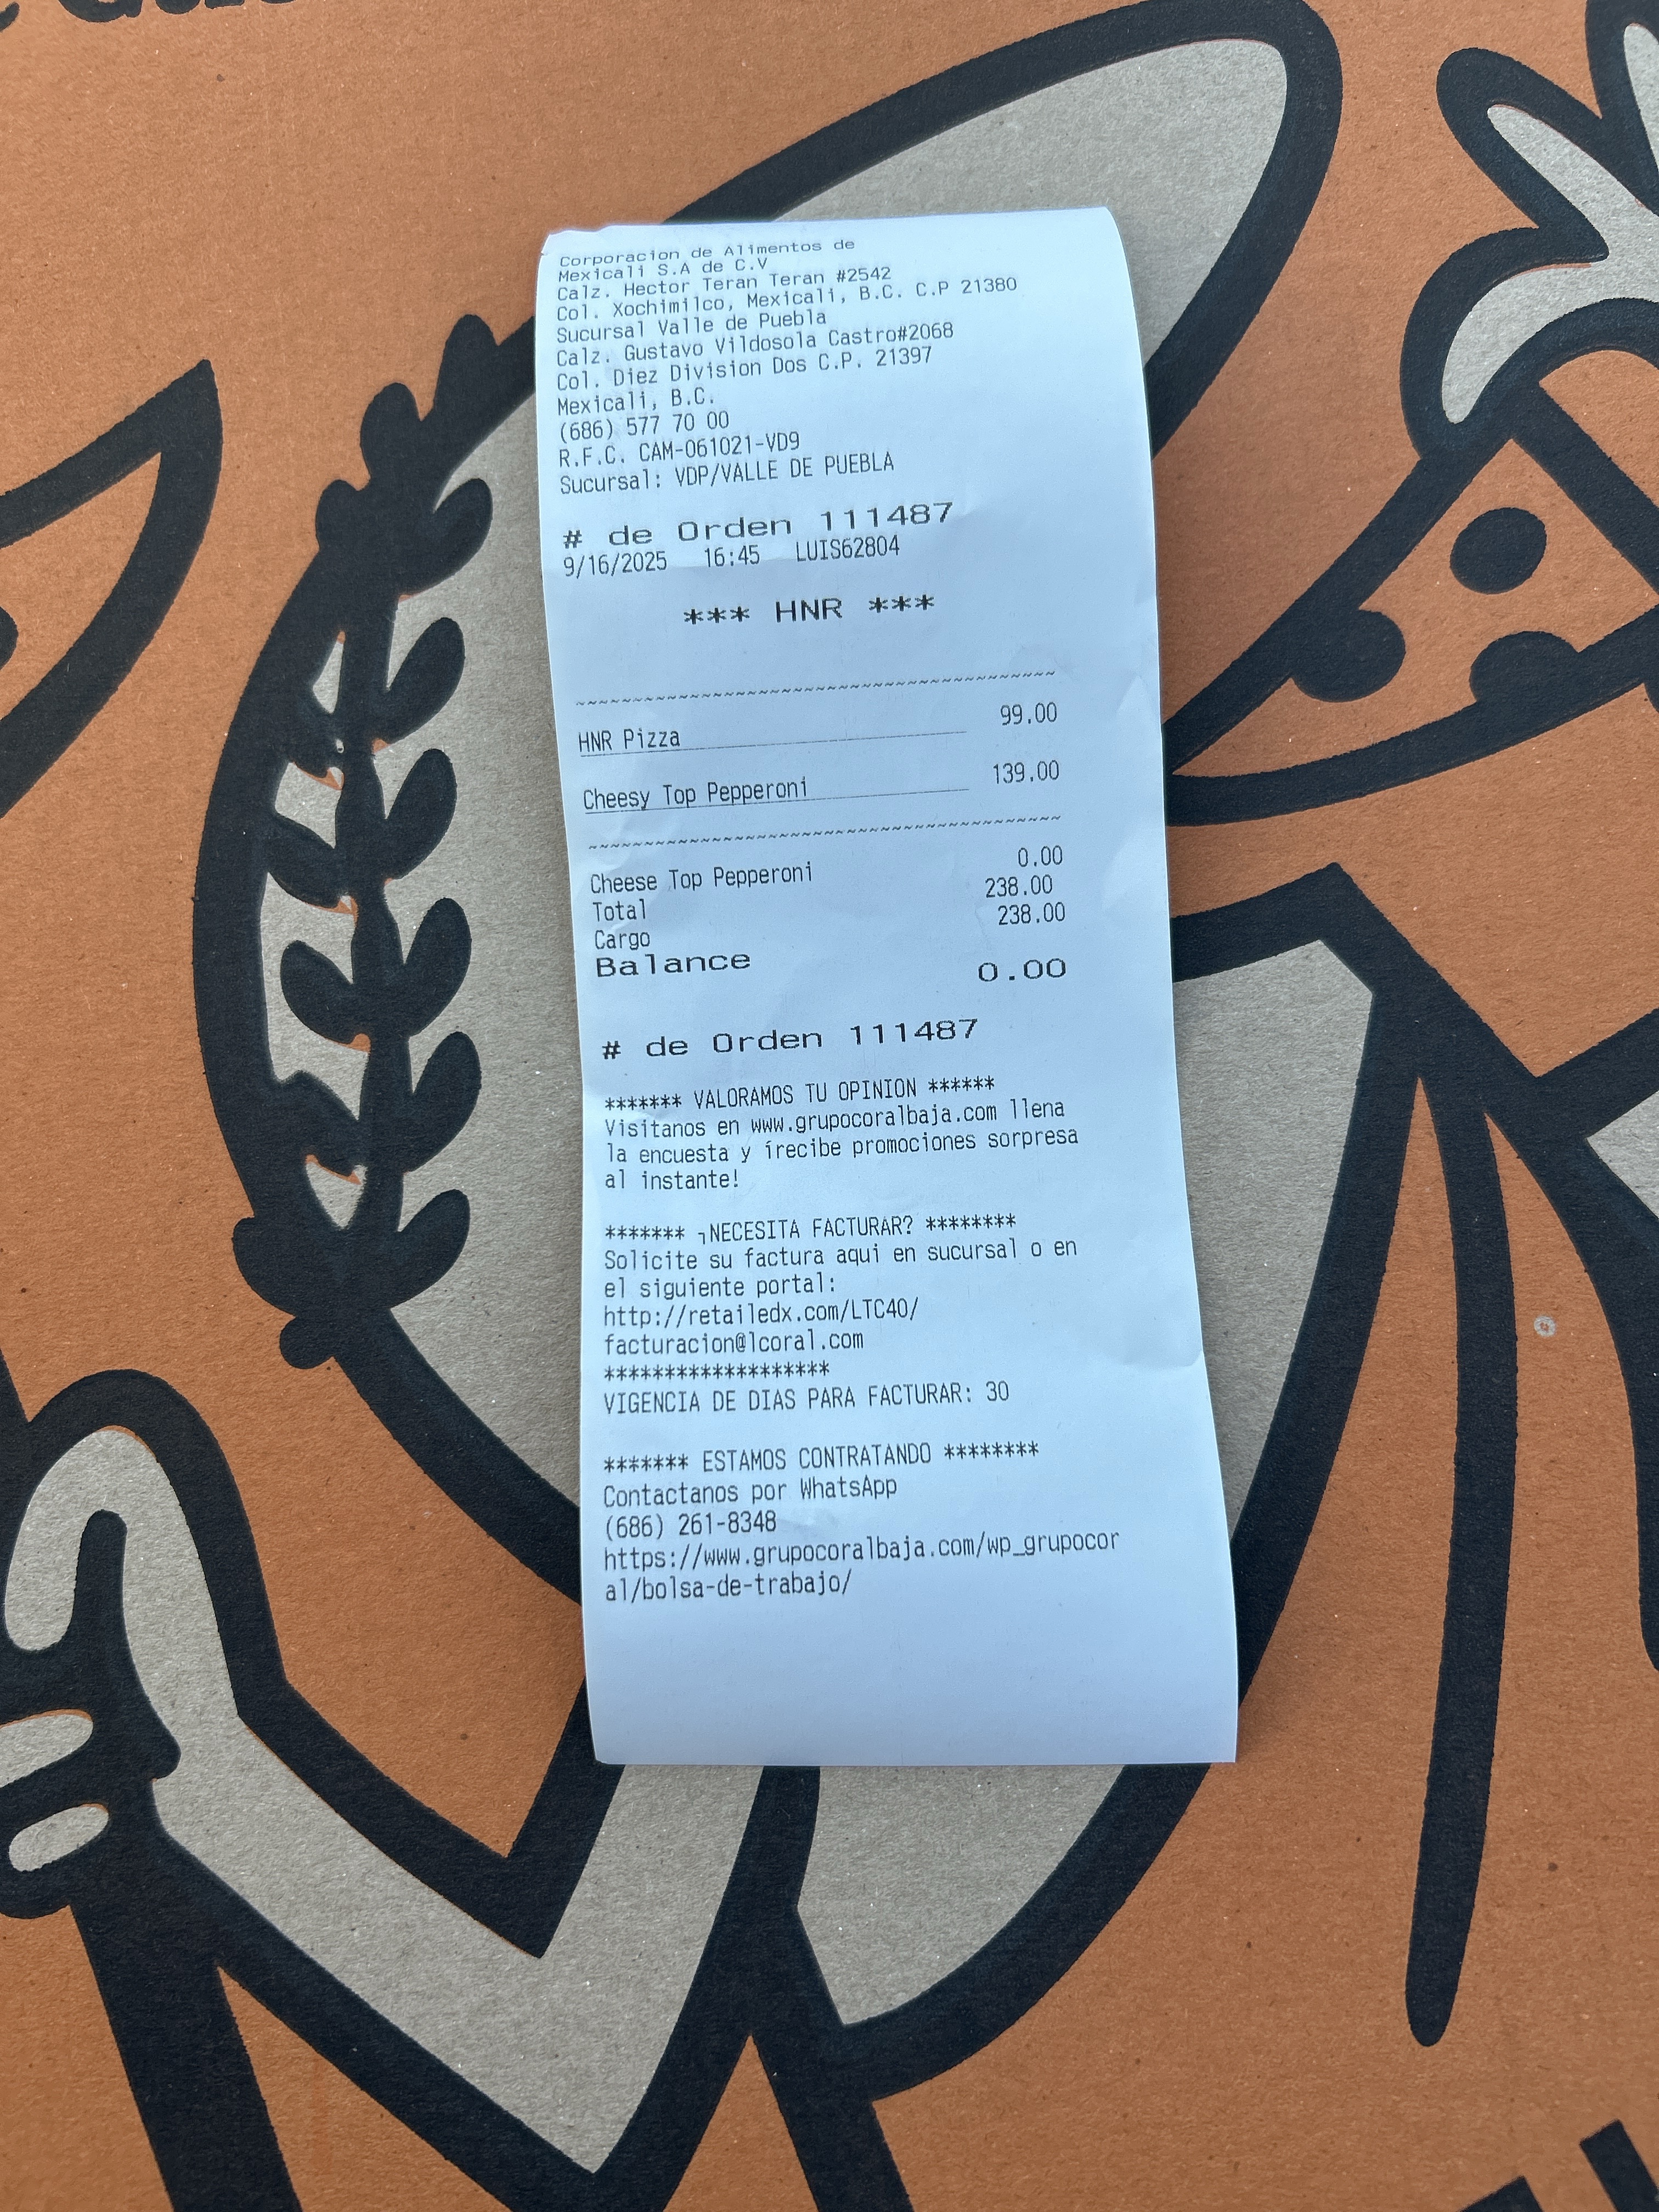 Corporacion de Alimentos de
Mexicali S.A de C.V
Calz. Hector Teran Teran #2542
Col. Xochimilco, Mexicali, B.C. C.P 21380
Sucursal Valle de Puebla
Calz. Gustavo Vildosola Castro#2068
Col. Diez Division Dos C.P. 21397
Mexicali, B.C.
(686) 577 70 00
R.F.C. CAM-061021-VD9
Sucursal: VDP/VALLE DE PUEBLA
# de Orden 111487
9/16/2025 16:45 LUIS62804
*** HNR ***
~~~~~~~~~~~~~~~~~~~~~~~~~~~~~~~~~~~~~~~~~~
HNR Pizza 99.00
Cheesy Top Pepperoni 139.00
~~~~~~~~~~~~~~~~~~~~~~~~~~~~~~~~~~~~~~~~~~
Cheese Top Pepperoni 0.00
Total 238.00
Cargo 238.00
Balance 0.00
# de Orden 111487
******* VALORAMOS TU OPINION ******
Visitanos en www.grupocoralbaja.com llena
la encuesta y írecibe promociones sorpresa
al instante!
******* ┐NECESITA FACTURAR? ********
Solicite su factura aqui en sucursal o en
el siguiente portal:
http://retailedx.com/LTC40/
facturacion@lcoral.com
*******************
VIGENCIA DE DIAS PARA FACTURAR: 30
******* ESTAMOS CONTRATANDO ********
Contactanos por WhatsApp
(686) 261-8348
https://www.grupocoralbaja.com/wp_grupocor
al/bolsa-de-trabajo/